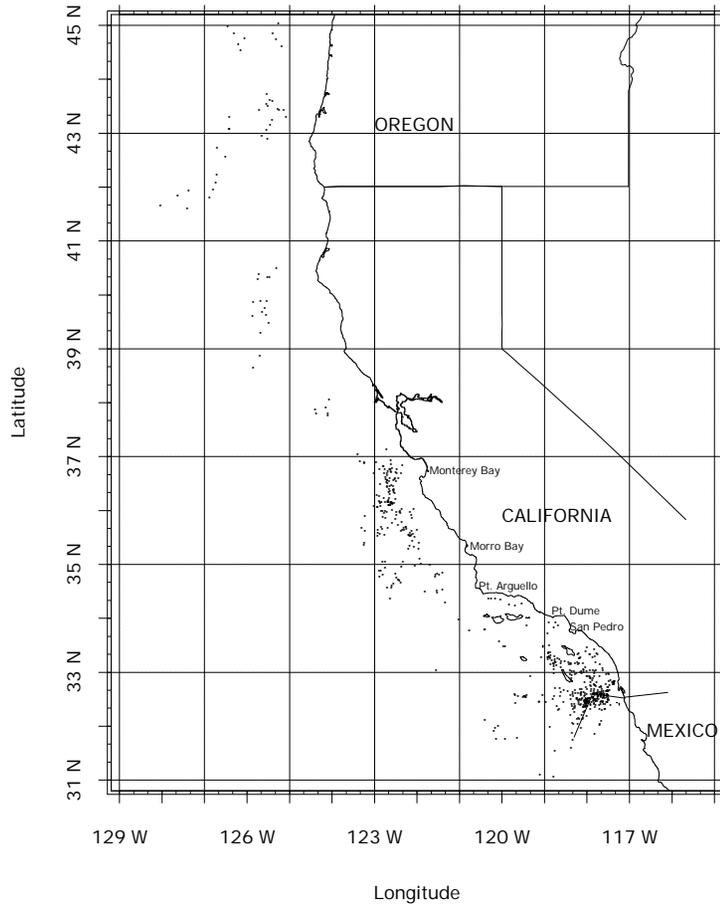 45 N
43 N
41 N
39 N
37 N
35 N
33 N
31 N
Latitude
OREGON
Monterey Bay
CALIFORNIA
Morro Bay
Pt. Arguello
Pt. Dume
San Pedro
MEXICO
129 W
126 W
123 W
120 W
117 W
Longitude